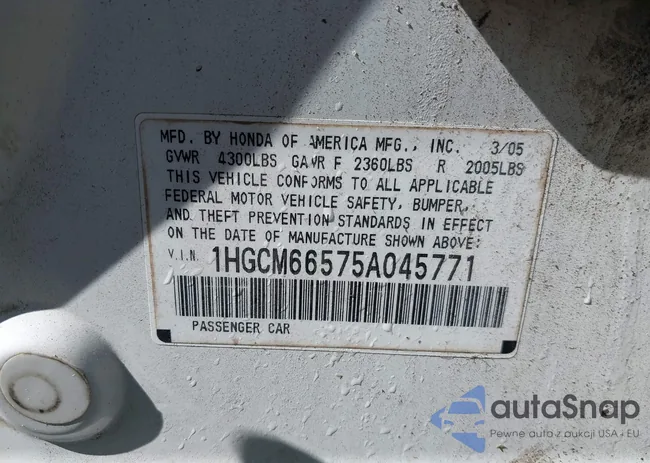 MFD. BY HONDA OF AMERICA MFG., INC. 3/05
GVWR 4300LBS GAWR F 2360LBS R 2005LBS
THIS VEHICLE CONFORMS TO ALL APPLICABLE
FEDERAL MOTOR VEHICLE SAFETY, BUMPER,
AND THEFT PREVENTION STANDARDS IN EFFECT
ON THE DATE OF MANUFACTURE SHOWN ABOVE:
V.I.N. 1HGCM66575A045771
PASSENGER CAR
autaSnap
Pewne auta z aukcji USA i EU